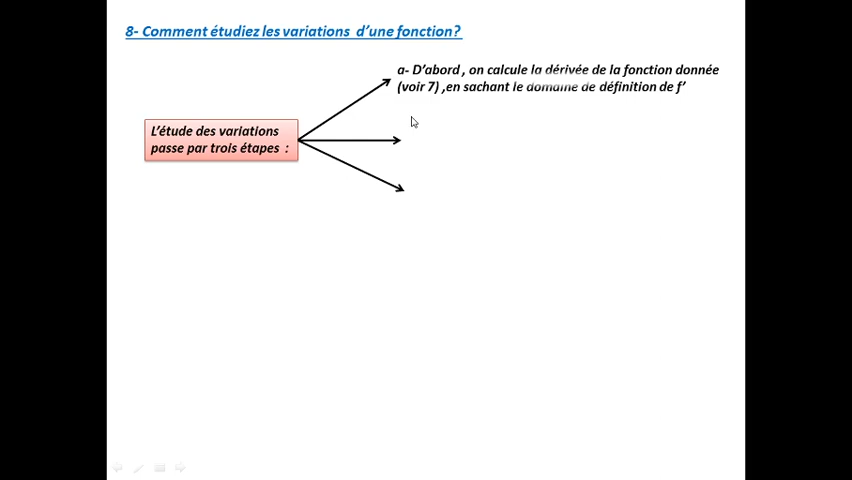 8- Comment étudiez les variations d'une fonction?
a- D'abord , on calcule la dérivée de la fonction donnée
(voir 7) ,en sachant le domaine de définition de f'
L'étude des variations
passe par trois étapes :